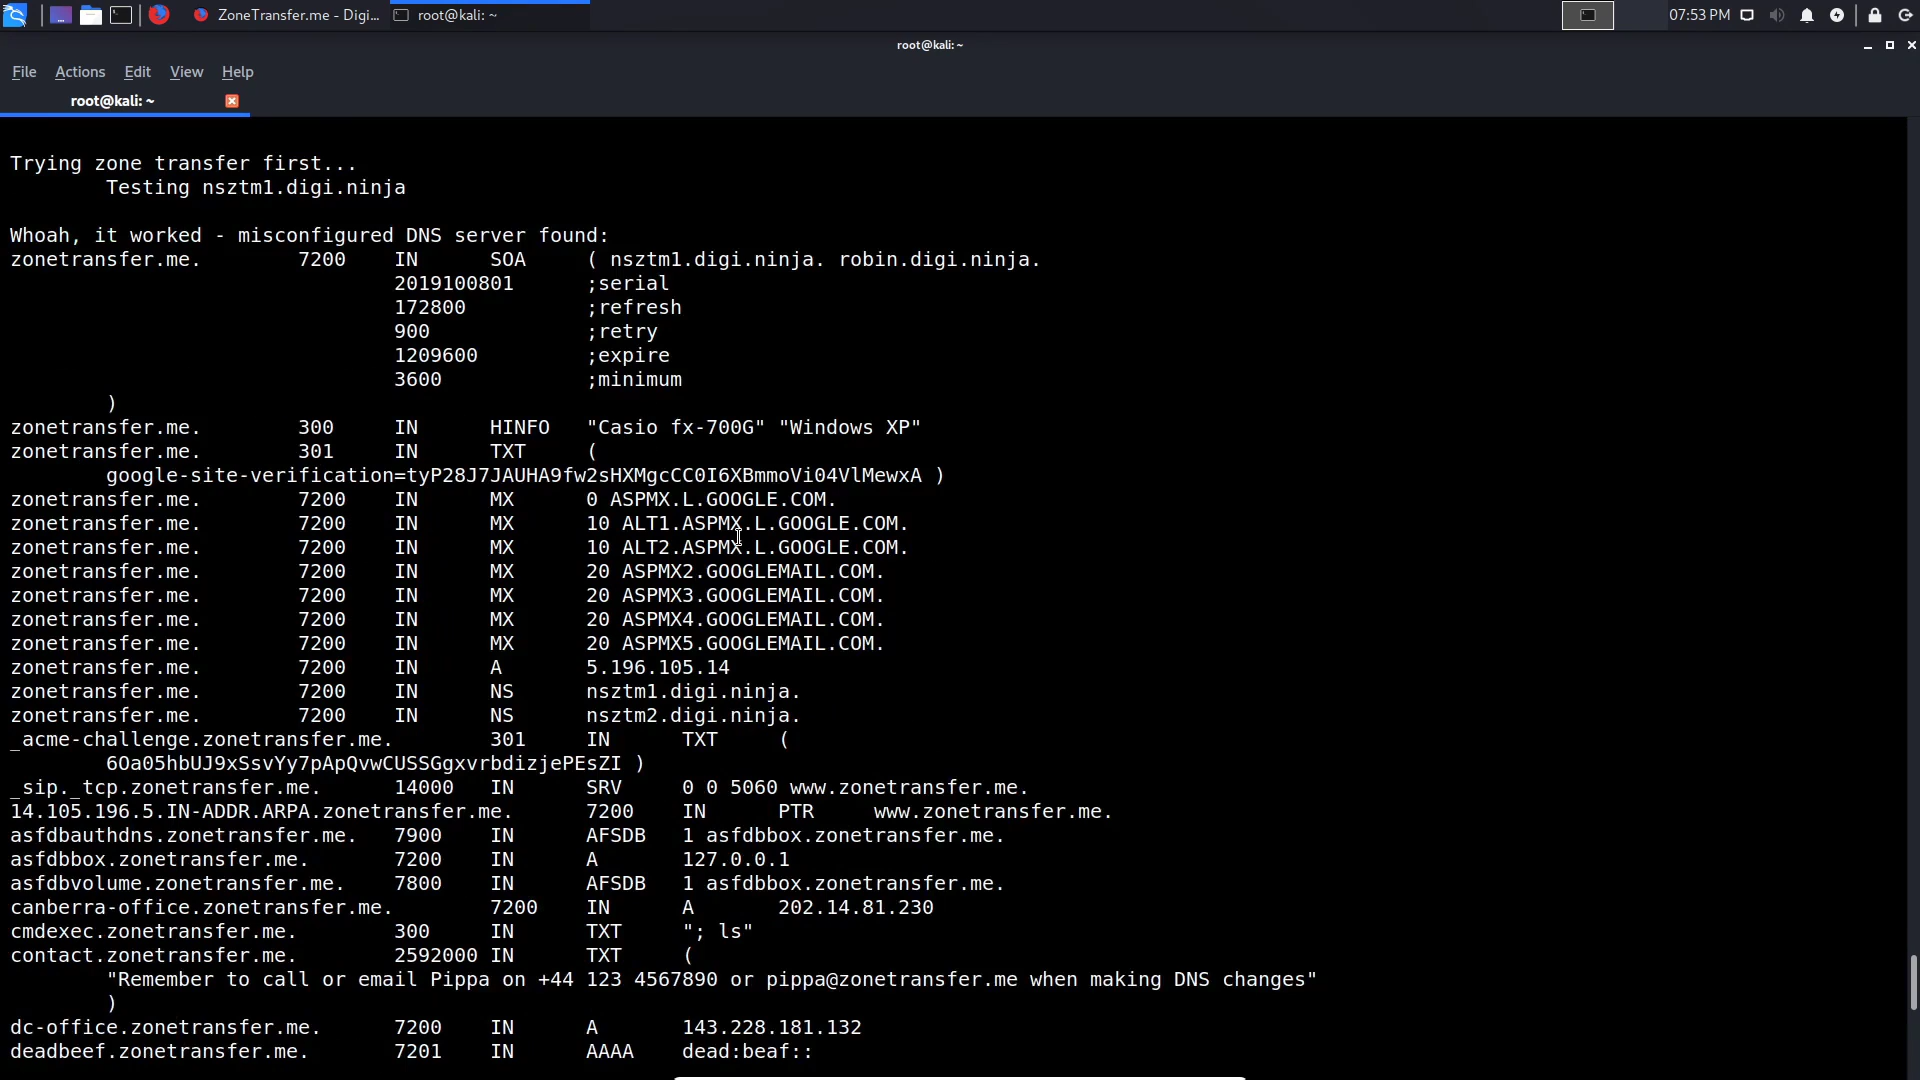 ZoneTransfer.me - Digi... root@kali: ~ 07:53 PM
root@kali: ~
File Actions Edit View Help
root@kali: ~
Trying zone transfer first...
Testing nsztm1.digi.ninja
Whoah, it worked - misconfigured DNS server found:
zonetransfer.me. 7200 IN SOA ( nsztm1.digi.ninja. robin.digi.ninja.
2019100801 ;serial
172800 ;refresh
900 ;retry
1209600 ;expire
3600 ;minimum
)
zonetransfer.me. 300 IN HINFO "Casio fx-700G" "Windows XP"
zonetransfer.me. 301 IN TXT (
google-site-verification=tyP28J7JAUHA9fw2sHXMgcCC0I6XBmmoVi04VlMewxA )
zonetransfer.me. 7200 IN MX 0 ASPMX.L.GOOGLE.COM.
zonetransfer.me. 7200 IN MX 10 ALT1.ASPMX.L.GOOGLE.COM.
zonetransfer.me. 7200 IN MX 10 ALT2.ASPMX.L.GOOGLE.COM.
zonetransfer.me. 7200 IN MX 20 ASPMX2.GOOGLEMAIL.COM.
zonetransfer.me. 7200 IN MX 20 ASPMX3.GOOGLEMAIL.COM.
zonetransfer.me. 7200 IN MX 20 ASPMX4.GOOGLEMAIL.COM.
zonetransfer.me. 7200 IN MX 20 ASPMX5.GOOGLEMAIL.COM.
zonetransfer.me. 7200 IN A 5.196.105.14
zonetransfer.me. 7200 IN NS nsztm1.digi.ninja.
zonetransfer.me. 7200 IN NS nsztm2.digi.ninja.
_acme-challenge.zonetransfer.me. 301 IN TXT (
6Oa05hbUJ9xSsvYy7pApQvwCUSSGgxvrbdizjePEsZI )
_sip._tcp.zonetransfer.me. 14000 IN SRV 0 0 5060 www.zonetransfer.me.
14.105.196.5.IN-ADDR.ARPA.zonetransfer.me. 7200 IN PTR www.zonetransfer.me.
asfdbauthdns.zonetransfer.me. 7900 IN AFSDB 1 asfdbbox.zonetransfer.me.
asfdbbox.zonetransfer.me. 7200 IN A 127.0.0.1
asfdbvolume.zonetransfer.me. 7800 IN AFSDB 1 asfdbbox.zonetransfer.me.
canberra-office.zonetransfer.me. 7200 IN A 202.14.81.230
cmdexec.zonetransfer.me. 300 IN TXT "; ls"
contact.zonetransfer.me. 2592000 IN TXT (
"Remember to call or email Pippa on +44 123 4567890 or pippa@zonetransfer.me when making DNS changes"
)
dc-office.zonetransfer.me. 7200 IN A 143.228.181.132
deadbeef.zonetransfer.me. 7201 IN AAAA dead:beaf::